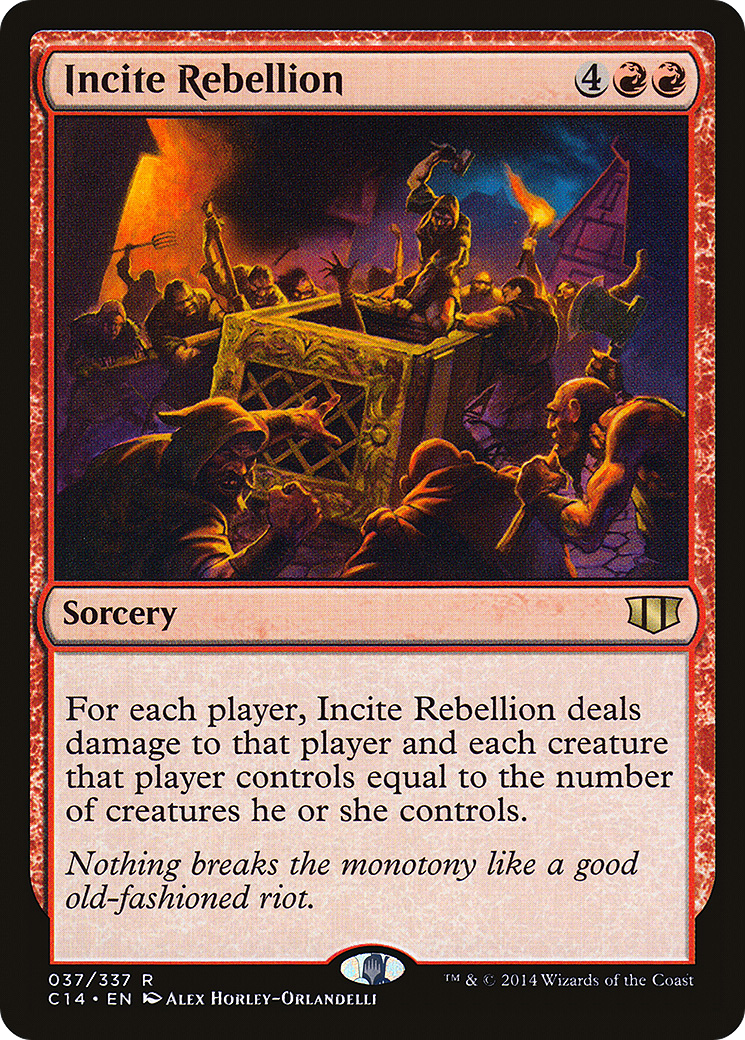 Incite Rebellion 4
Sorcery
For each player, Incite Rebellion deals
damage to that player and each creature
that player controls equal to the number
of creatures he or she controls.
Nothing breaks the monotony like a good
old-fashioned riot.
037/337 R
C14 • EN Alex Horley-Orlandelli
™ & © 2014 Wizards of the Coast